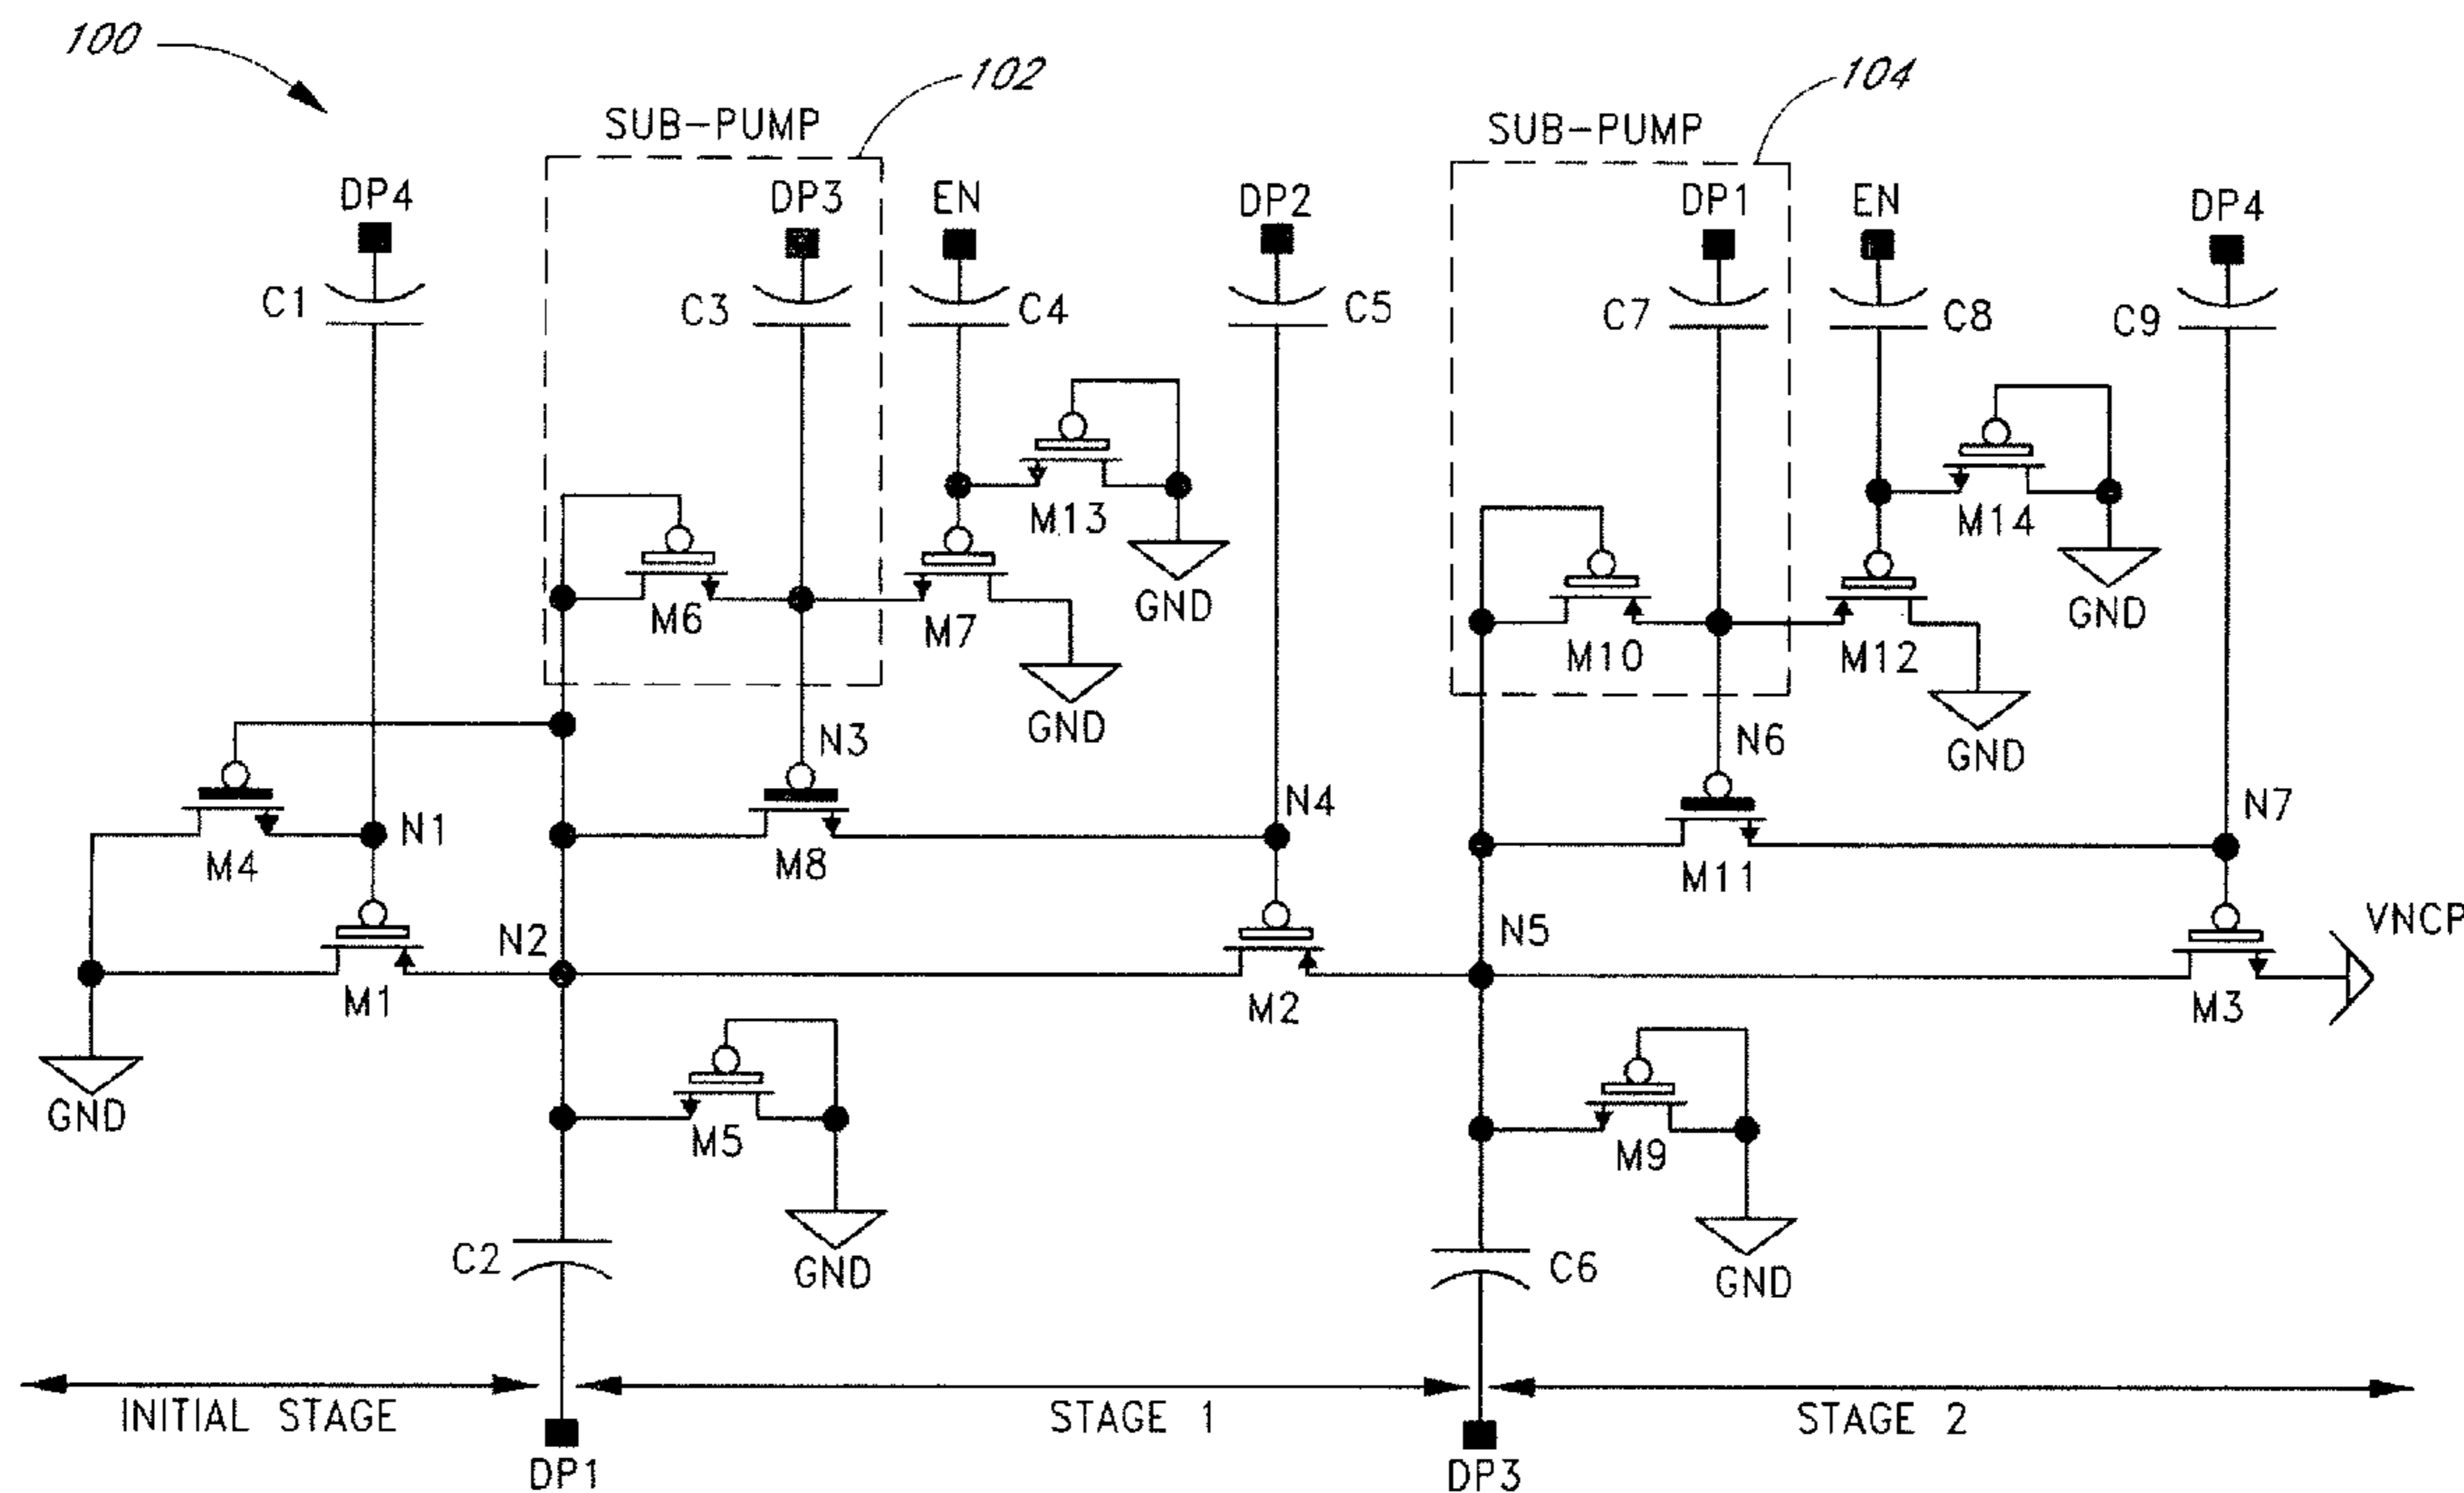 100
102
104
SUB-PUMP
SUB-PUMP
DP4
DP3
EN
DP2
DP1
EN
DP4
C1
C3
C4
C5
C7
C8
C9
M13
M14
M6
M7
GND
M10
M12
GND
GND
GND
N3
N6
N1
N4
N7
M4
M8
M11
N2
N5
VNCP
M1
M2
M3
GND
M5
M9
C2
GND
C6
GND
INITIAL STAGE
STAGE 1
STAGE 2
DP1
DP3